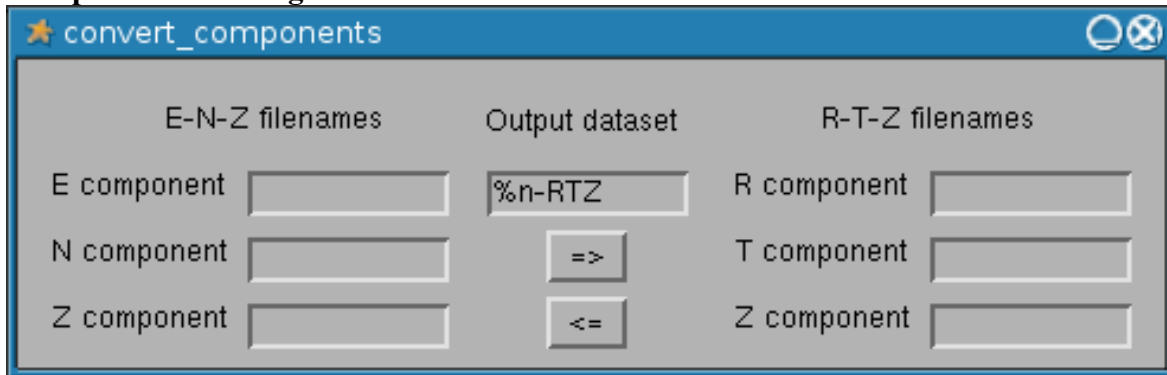 convert_components
E-N-Z filenames Output dataset R-T-Z filenames
E component %n-RTZ R component
N component => T component
Z component <= Z component